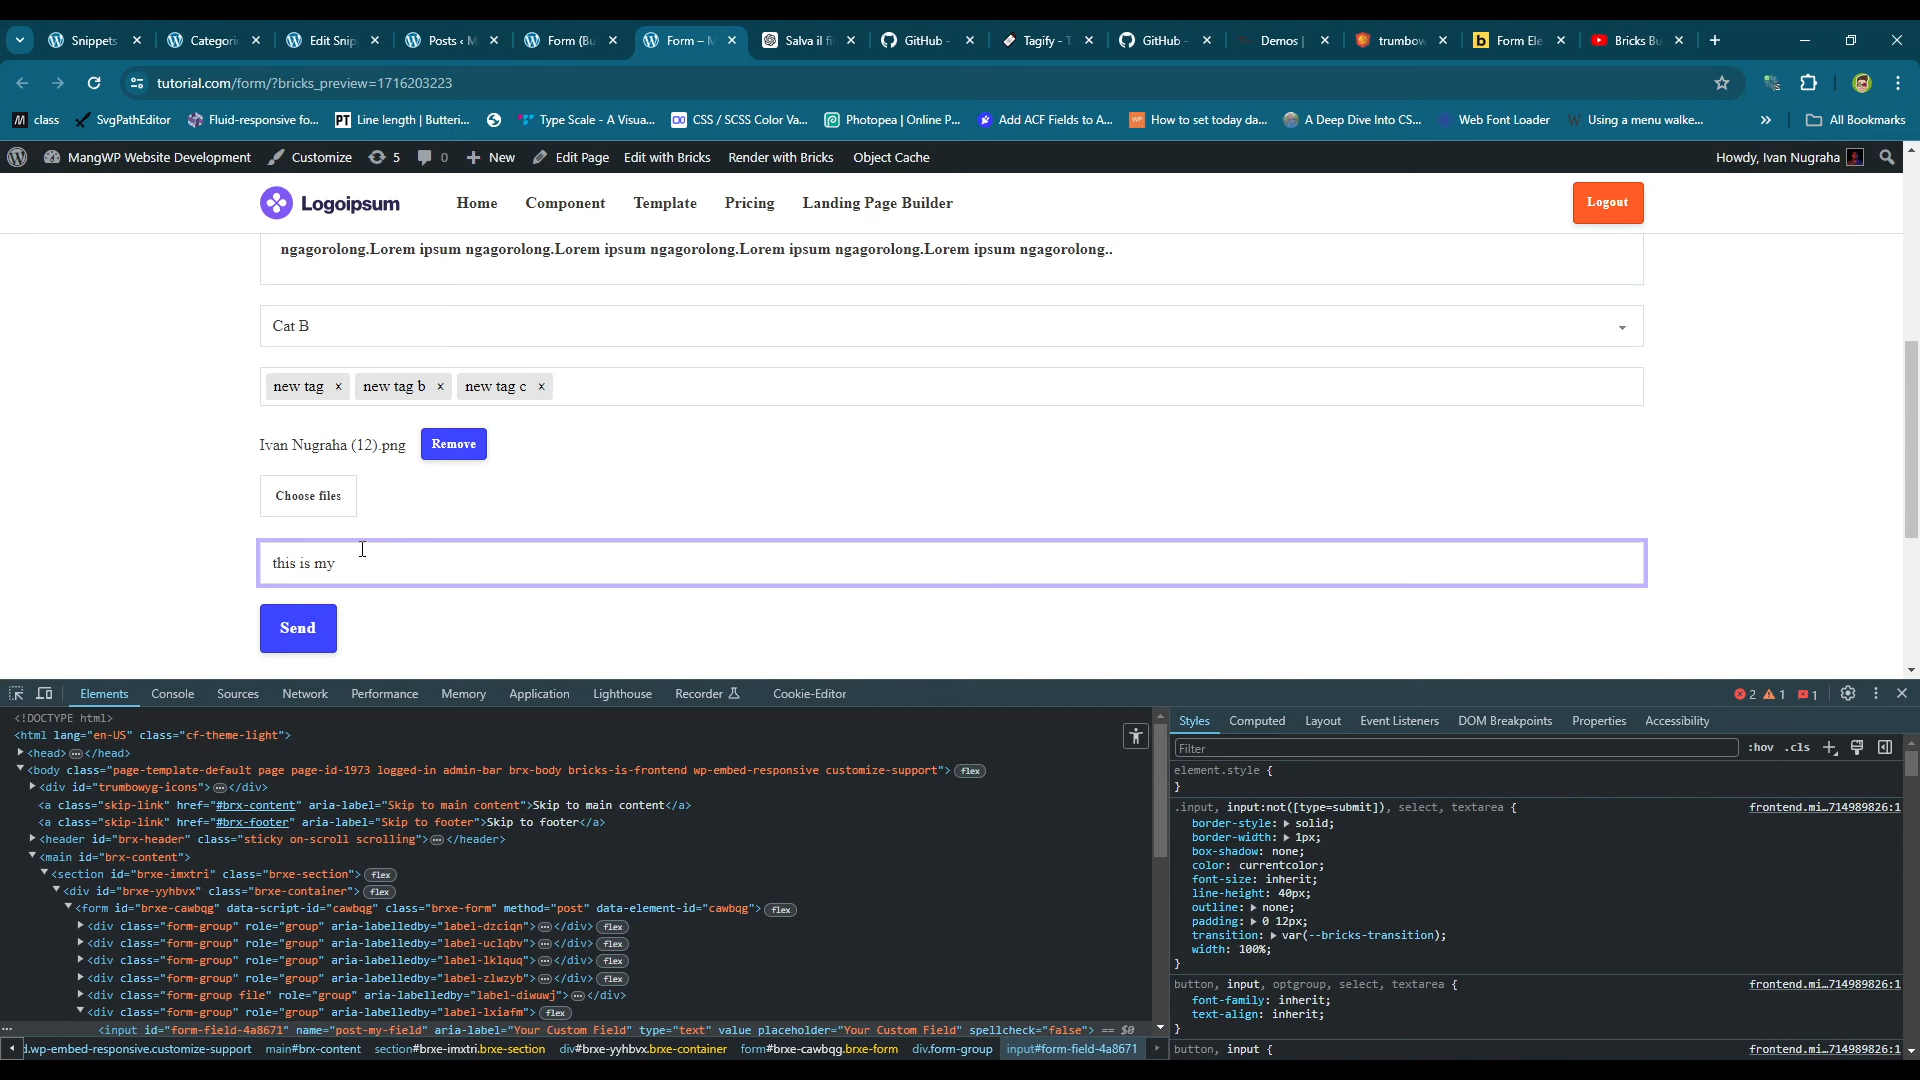 Snippets
Categori
Edit Snip
Posts ‹ M
Form (Bu
Form – M
Salva il fi
GitHub -
Tagify - T
GitHub -
Demos |
trumbow
Form Ele
Bricks Bu
tutorial.com/form/?bricks_preview=1716203223
class
SvgPathEditor
Fluid-responsive fo...
Line length | Butteri...
Type Scale - A Visua...
CSS / SCSS Color Va...
Photopea | Online P...
Add ACF Fields to A...
How to set today da...
A Deep Dive Into CS...
Web Font Loader
Using a menu walke...
All Bookmarks
MangWP Website Development
Customize
5
0
New
Edit Page
Edit with Bricks
Render with Bricks
Object Cache
Howdy, Ivan Nugraha
Logoipsum
Home
Component
Template
Pricing
Landing Page Builder
Logout
ngagorolong.Lorem ipsum ngagorolong.Lorem ipsum ngagorolong.Lorem ipsum ngagorolong.Lorem ipsum ngagorolong..
Cat B
new tag ×
new tag b ×
new tag c ×
Ivan Nugraha (12).png
Remove
Choose files
this is my
Send
Elements
Console
Sources
Network
Performance
Memory
Application
Lighthouse
Recorder
Cookie-Editor
2
1
1
<!DOCTYPE html>
<html lang="en-US" class="cf-theme-light">
<head>
</head>
<body class="page-template-default page page-id-1973 logged-in admin-bar brx-body bricks-is-frontend wp-embed-responsive customize-support">
flex
<div id="trumbowyg-icons">
</div>
<a class="skip-link" href="#brx-content" aria-label="Skip to main content">Skip to main content</a>
<a class="skip-link" href="#brx-footer" aria-label="Skip to footer">Skip to footer</a>
<header id="brx-header" class="sticky on-scroll scrolling">
</header>
<main id="brx-content">
<section id="brxe-imxtri" class="brxe-section">
flex
<div id="brxe-yyhbvx" class="brxe-container">
flex
<form id="brxe-cawbqg" data-script-id="cawbqg" class="brxe-form" method="post" data-element-id="cawbqg">
flex
<div class="form-group" role="group" aria-labelledby="label-dzciqn">
</div>
flex
<div class="form-group" role="group" aria-labelledby="label-uclqbv">
</div>
flex
<div class="form-group" role="group" aria-labelledby="label-lklquq">
</div>
flex
<div class="form-group" role="group" aria-labelledby="label-zlwzyb">
</div>
flex
<div class="form-group file" role="group" aria-labelledby="label-diwuwj">
</div>
<div class="form-group" role="group" aria-labelledby="label-lxiafm">
flex
<input id="form-field-4a8671" name="post-my-field" aria-label="Your Custom Field" type="text" value placeholder="Your Custom Field" spellcheck="false"> == $0
d.wp-embed-responsive.customize-support
main#brx-content
section#brxe-imxtri.brxe-section
div#brxe-yyhbvx.brxe-container
form#brxe-cawbqg.brxe-form
div.form-group
input#form-field-4a8671
Styles
Computed
Layout
Event Listeners
DOM Breakpoints
Properties
Accessibility
Filter
:hov
.cls
element.style {
}
.input, input:not([type=submit]), select, textarea {
frontend.mi…714989826:1
border-style: solid;
border-width: 1px;
box-shadow: none;
color: currentcolor;
font-size: inherit;
line-height: 40px;
outline: none;
padding: 0 12px;
transition: var(--bricks-transition);
width: 100%;
}
button, input, optgroup, select, textarea {
frontend.mi…714989826:1
font-family: inherit;
text-align: inherit;
}
button, input {
frontend.mi…714989826:1